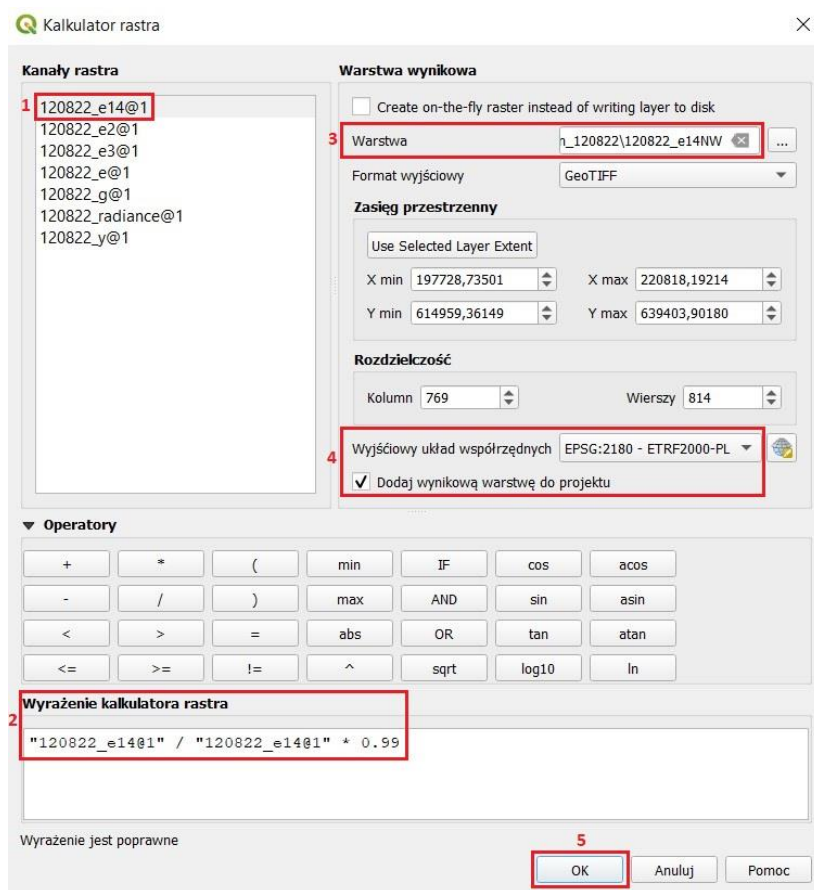 Kalkulator rastra
Kanały rastra
1 120822_e14@1
120822_e2@1
120822_e3@1
120822_e@1
120822_g@1
120822_radiance@1
120822_y@1
Warstwa wynikowa
Create on-the-fly raster instead of writing layer to disk
3 Warstwa n_120822\120822_e14NW ...
Format wyjściowy GeoTIFF
Zasięg przestrzenny
Use Selected Layer Extent
X min 197728,73501 X max 220818,19214
Y min 614959,36149 Y max 639403,90180
Rozdzielczość
Kolumn 769 Wierszy 814
4 Wyjśćiowy układ współrzędnych EPSG:2180 - ETRF2000-PL
Dodaj wynikową warstwę do projektu
Operatory
+ * ( min IF cos acos
- / ) max AND sin asin
< > = abs OR tan atan
<= >= != ^ sqrt log10 ln
2 Wyrażenie kalkulatora rastra
"120822_e14@1" / "120822_e14@1" * 0.99
Wyrażenie jest poprawne
5
OK Anuluj Pomoc